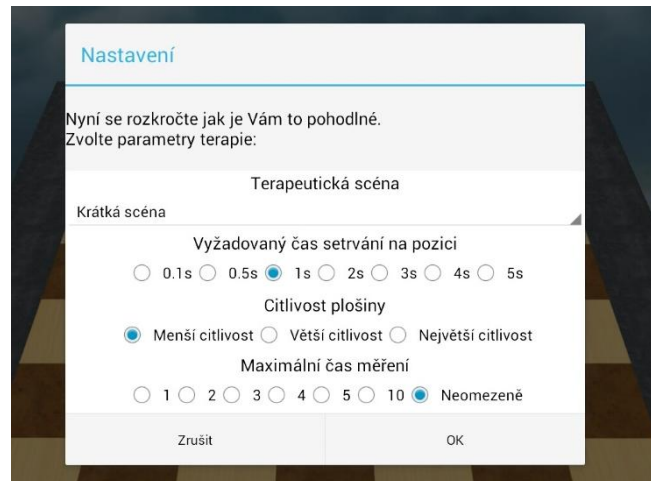 Nastavení
Nyní se rozkročte jak je Vám to pohodlné.
Zvolte parametry terapie:
Terapeutická scéna
Krátká scéna
Vyžadovaný čas setrvání na pozici
0.1s 0.5s 1s 2s 3s 4s 5s
Citlivost plošiny
Menší citlivost Větší citlivost Největší citlivost
Maximální čas měření
1 2 3 4 5 10 Neomezeně
Zrušit OK